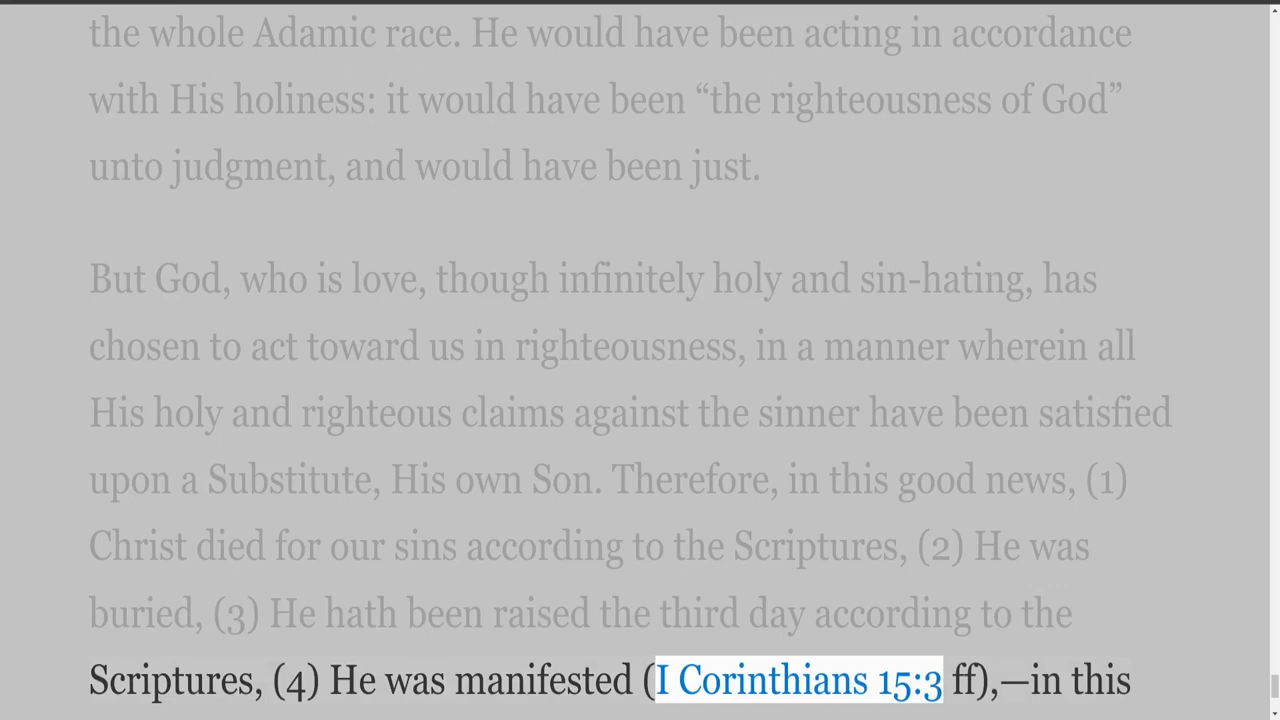 the whole Adamic race. He would have been acting in accordance
with His holiness: it would have been “the righteousness of God”
unto judgment, and would have been just.
But God, who is love, though infinitely holy and sin-hating, has
chosen to act toward us in righteousness, in a manner wherein all
His holy and righteous claims against the sinner have been satisfied
upon a Substitute, His own Son. Therefore, in this good news, (1)
Christ died for our sins according to the Scriptures, (2) He was
buried, (3) He hath been raised the third day according to the
Scriptures, (4) He was manifested (I Corinthians 15:3 ff),—in this